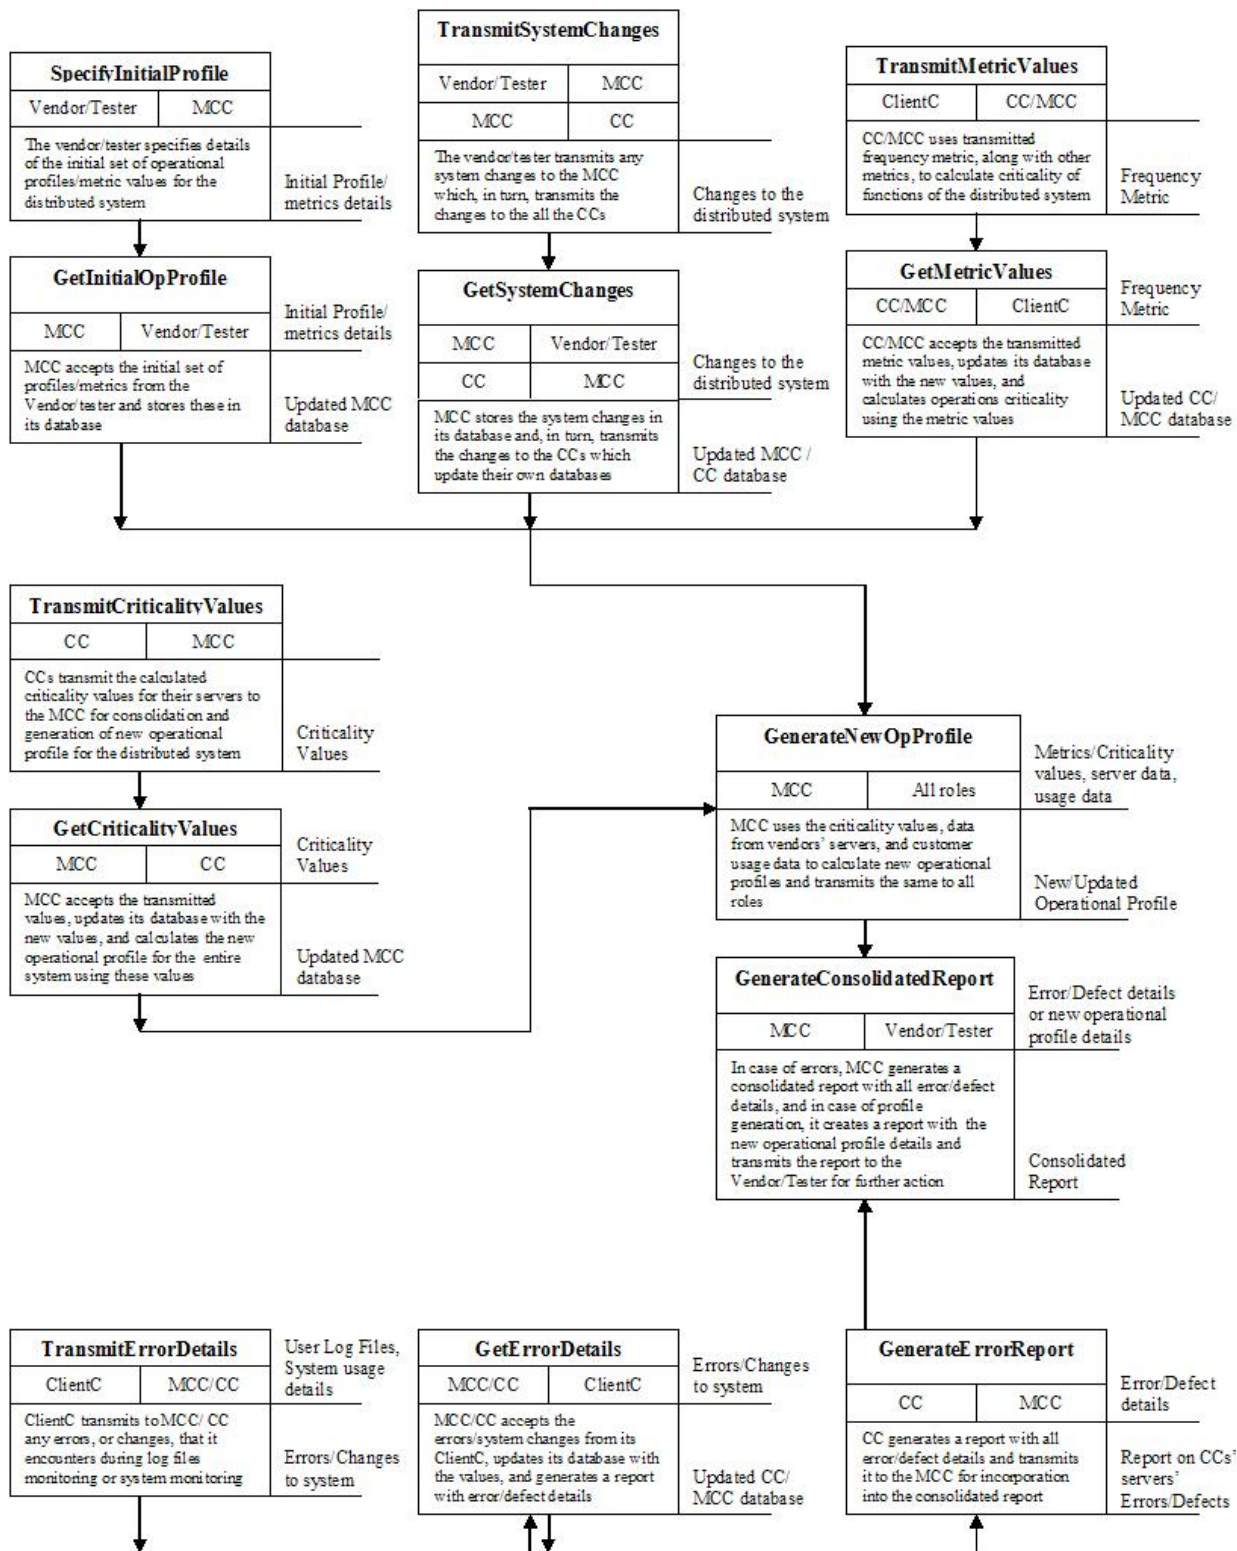 SpecifyInitialProfile
Vendor/Tester MCC
The vendor/tester specifies details
of the initial set of operational
profiles/metric values for the
distributed system
Initial Profile/
metrics details
GetInitialOpProfile
MCC Vendor/Tester
Initial Profile/
metrics details
MCC accepts the initial set of
profiles/metrics from the
Vendor/tester and stores these in
its database
Updated MCC
database
TransmitSystemChanges
Vendor/Tester MCC
MCC CC
The vendor/tester transmits any
system changes to the MCC
which, in turn, transmits the
changes to the all the CCs
Changes to the
distributed system
GetSystemChanges
MCC Vendor/Tester
CC MCC
Changes to the
distributed system
MCC stores the system changes in
its database and, in turn, transmits
the changes to the CCs which
update their own databases
Updated MCC /
CC database
TransmitMetricValues
ClientC CC/MCC
CC/MCC uses transmitted
frequency metric, along with other
metrics, to calculate criticality of
functions of the distributed system
Frequency
Metric
GetMetricValues
CC/MCC ClientC
Frequency
Metric
CC/MCC accepts the transmitted
metric values, updates its database
with the new values, and
calculates operations criticality
using the metric values
Updated CC/
MCC database
TransmitCriticalityValues
CC MCC
CCs transmit the calculated
criticality values for their servers to
the MCC for consolidation and
generation of new operational
profile for the distributed system
Criticality
Values
GetCriticalityValues
MCC CC
Criticality
Values
MCC accepts the transmitted
values, updates its database with the
new values, and calculates the new
operational profile for the entire
system using these values
Updated MCC
database
GenerateNewOpProfile
MCC All roles
Metrics/Criticality
values, server data,
usage data
MCC uses the criticality values, data
from vendors' servers, and customer
usage data to calculate new operational
profiles and transmits the same to all
roles
New/Updated
Operational Profile
GenerateConsolidatedReport
MCC Vendor/Tester
Error/Defect details
or new operational
profile details
In case of errors, MCC generates a
consolidated report with all error/defect
details, and in case of profile
generation, it creates a report with the
new operational profile details and
transmits the report to the
Vendor/Tester for further action
Consolidated
Report
TransmitErrorDetails
ClientC MCC/CC
User Log Files,
System usage
details
ClientC transmits to MCC/ CC
any errors, or changes, that it
encounters during log files
monitoring or system monitoring
Errors/Changes
to system
GetErrorDetails
MCC/CC ClientC
Errors/Changes
to system
MCC/CC accepts the
errors/system changes from its
ClientC, updates its database with
the values, and generates a report
with error/defect details
Updated CC/
MCC database
GenerateErrorReport
CC MCC
Error/Defect
details
CC generates a report with all
error/defect details and transmits
it to the MCC for incorporation
into the consolidated report
Report on CCs'
servers'
Errors/Defects